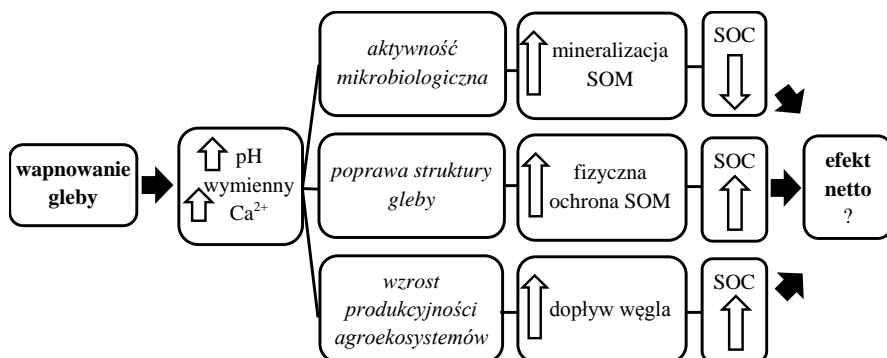 wapnowanie
gleby
pH
wymienny
Ca²⁺
aktywność
mikrobiologiczna
mineralizacja
SOM
SOC
poprawa struktury
gleby
fizyczna
ochrona SOM
SOC
wzrost
produkcyjności
agroekosystemów
dopływ węgla
SOC
efekt
netto
?